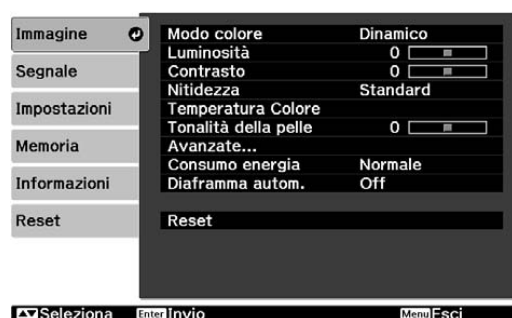 Immagine
Segnale
Impostazioni
Memoria
Informazioni
Reset
Modo colore Dinamico
Luminosità 0
Contrasto 0
Nitidezza Standard
Temperatura Colore
Tonalità della pelle 0
Avanzate...
Consumo energia Normale
Diaframma autom. Off
Reset
Seleziona Enter Invio Menu Esci